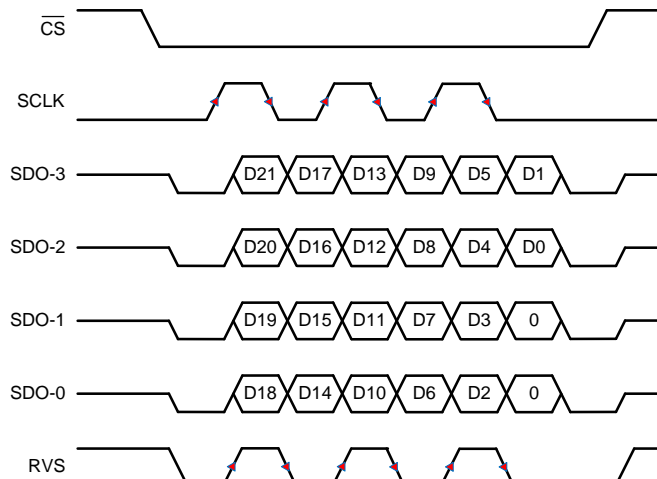 CS
SCLK
SDO-3 D21 D17 D13 D9 D5 D1
SDO-2 D20 D16 D12 D8 D4 D0
SDO-1 D19 D15 D11 D7 D3 0
SDO-0 D18 D14 D10 D6 D2 0
RVS